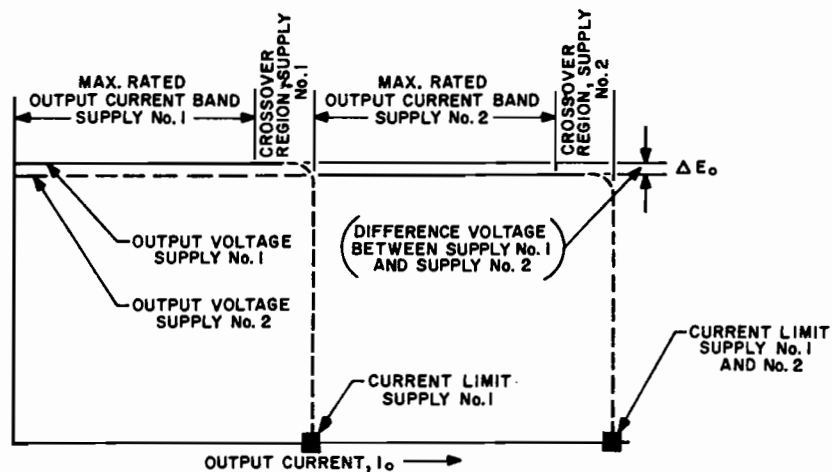 MAX. RATED
OUTPUT CURRENT BAND
SUPPLY No. 1
CROSSOVER
REGION, SUPPLY
No. 1
MAX. RATED
OUTPUT CURRENT BAND
SUPPLY No. 2
CROSSOVER
REGION, SUPPLY
No. 2
Δ E₀
(DIFFERENCE VOLTAGE
BETWEEN SUPPLY No. 1
AND SUPPLY No. 2)
OUTPUT VOLTAGE
SUPPLY No. 1
OUTPUT VOLTAGE
SUPPLY No. 2
CURRENT LIMIT
SUPPLY No. 1
AND No. 2
CURRENT LIMIT
SUPPLY No. 1
OUTPUT CURRENT, I₀